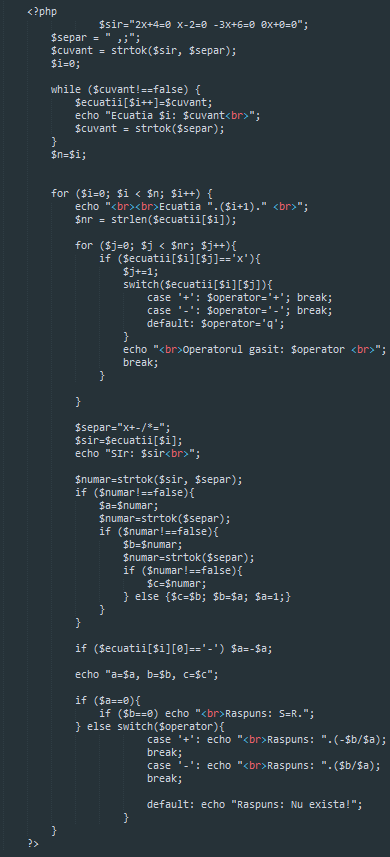 <?php
$sir="2x+4=0 x-2=0 -3x+6=0 0x+0=0";
$separ = " ,;";
$cuvant = strtok($sir, $separ);
$i=0;
while ($cuvant!==false) {
$ecuatii[$i++]=$cuvant;
echo "Ecuatia $i: $cuvant<br>";
$cuvant = strtok($separ);
}
$n=$i;
for ($i=0; $i < $n; $i++) {
echo "<br><br>Ecuatia ".($i+1)." <br>";
$nr = strlen($ecuatii[$i]);
for ($j=0; $j < $nr; $j++){
if ($ecuatii[$i][$j]=='x'){
$j+=1;
switch($ecuatii[$i][$j]){
case '+': $operator='+'; break;
case '-': $operator='-'; break;
default: $operator='q';
}
echo "<br>Operatorul gasit: $operator <br>";
break;
}
}
$separ="x+-/*=";
$sir=$ecuatii[$i];
echo "SIr: $sir<br>";
$numar=strtok($sir, $separ);
if ($numar!==false){
$a=$numar;
$numar=strtok($separ);
if ($numar!==false){
$b=$numar;
$numar=strtok($separ);
if ($numar!==false){
$c=$numar;
} else {$c=$b; $b=$a; $a=1;}
}
}
if ($ecuatii[$i][0]=='-') $a=-$a;
echo "a=$a, b=$b, c=$c";
if ($a==0){
if ($b==0) echo "<br>Raspuns: S=R.";
} else switch($operator){
case '+': echo "<br>Raspuns: ".(-$b/$a);
break;
case '-': echo "<br>Raspuns: ".($b/$a);
break;
default: echo "Raspuns: Nu exista!";
}
}
?>